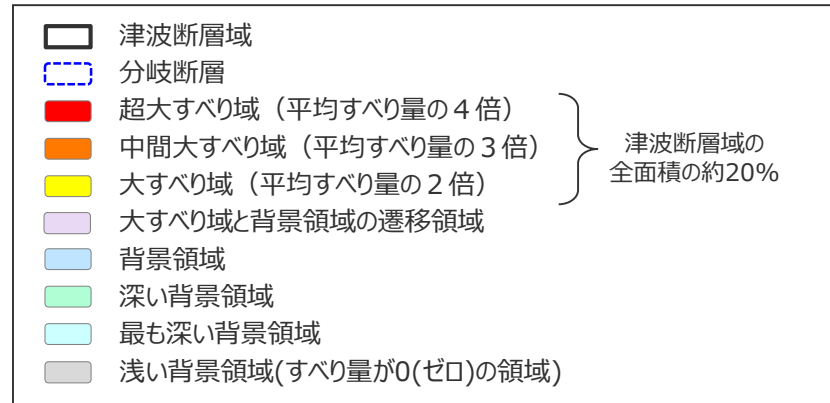 津波断層域
分岐断層
超大すべり域（平均すべり量の４倍）
中間大すべり域（平均すべり量の３倍）
大すべり域（平均すべり量の２倍）
津波断層域の
全面積の約20%
大すべり域と背景領域の遷移領域
背景領域
深い背景領域
最も深い背景領域
浅い背景領域(すべり量が0(ゼロ)の領域)